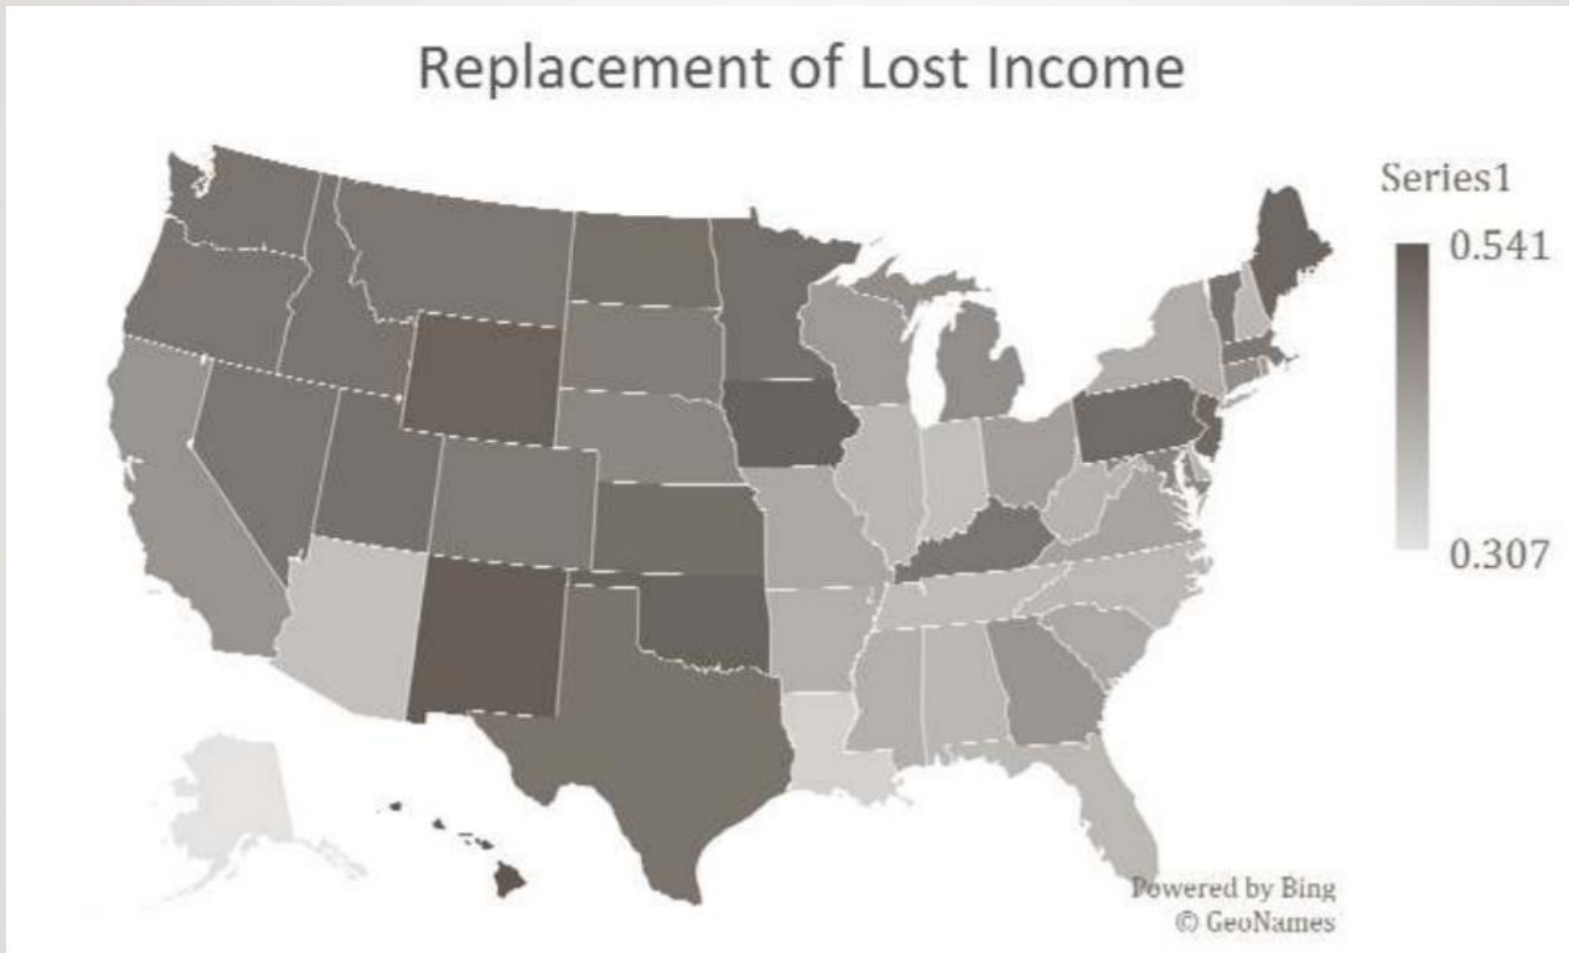 Replacement of Lost Income
Series1
0.541
0.307
Powered by Bing
© GeoNames